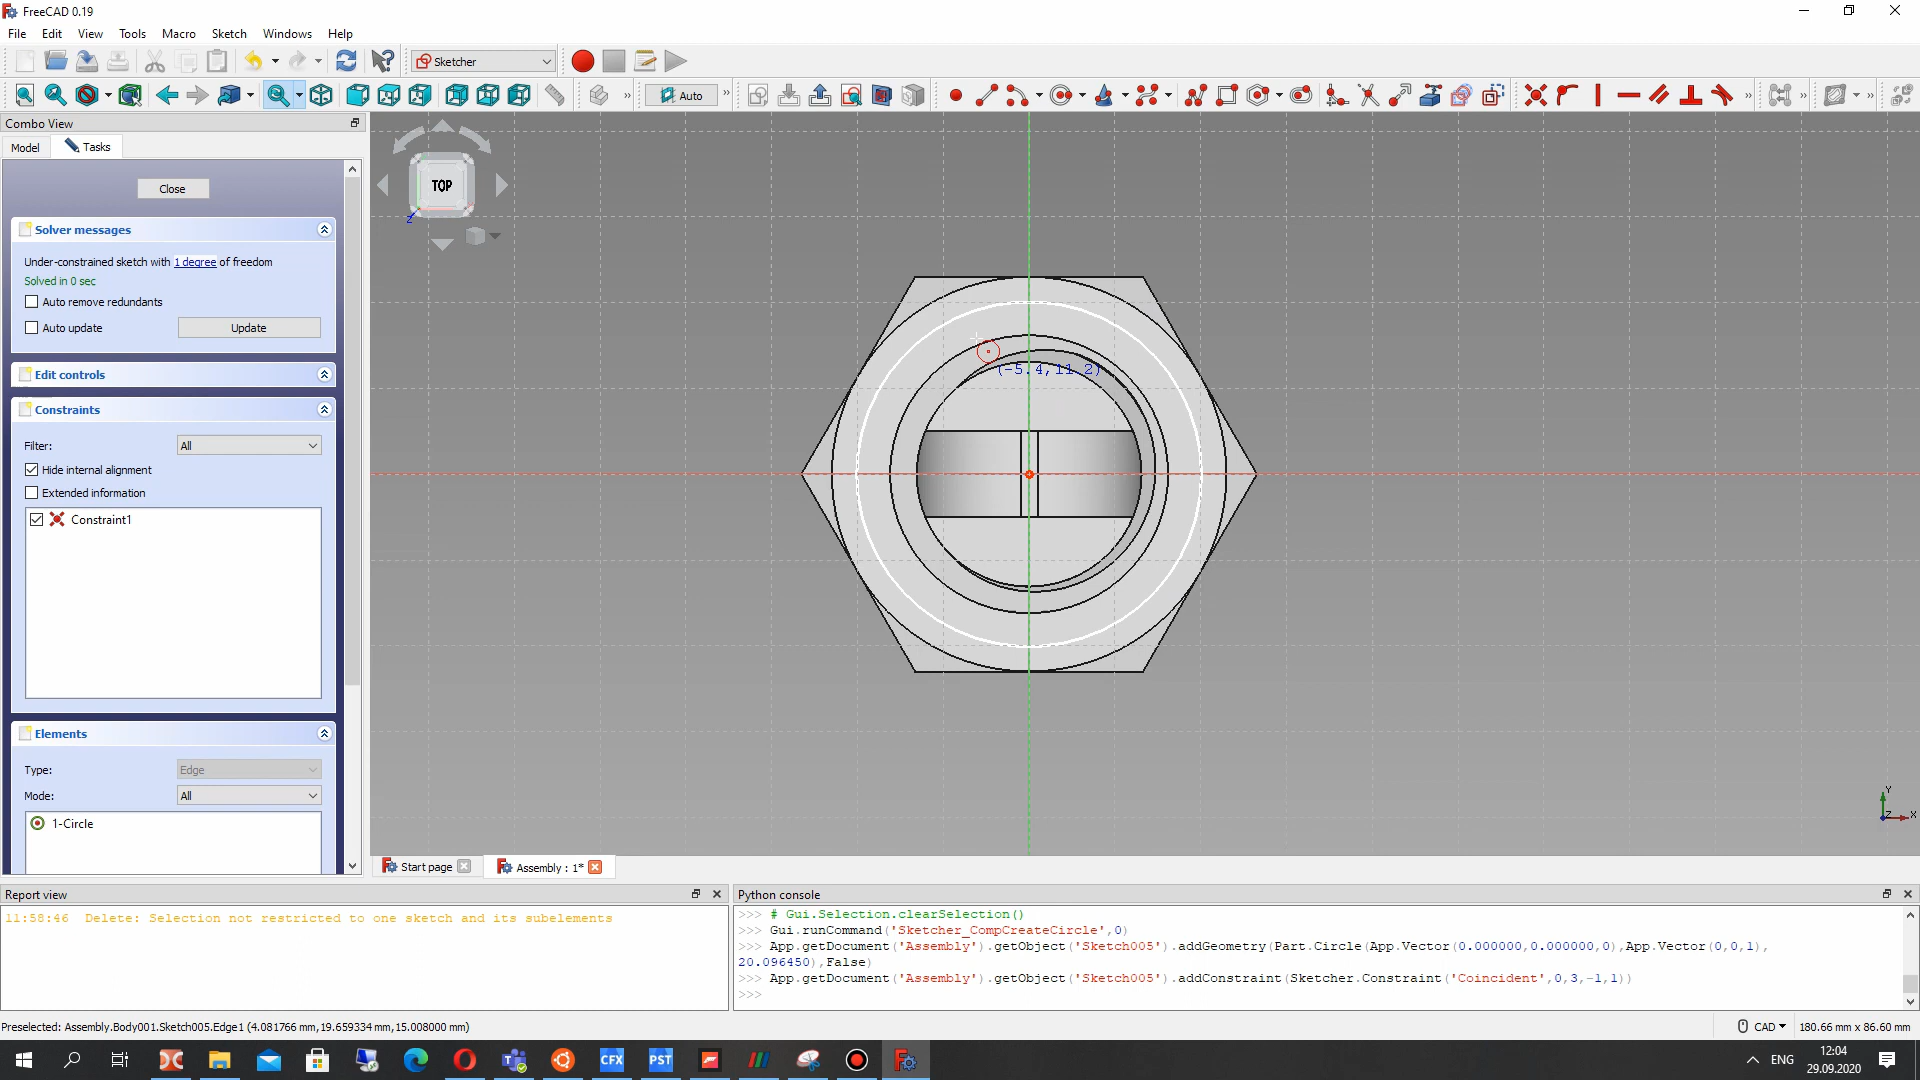 FreeCAD 0.19
File Edit View Tools Macro Sketch Windows Help
Sketcher
Auto
Combo View
Model Tasks
Close
Solver messages
Under-constrained sketch with 1 degree of freedom
Solved in 0 sec
Auto remove redundants
Auto update Update
Edit controls
Constraints
Filter: All
Hide internal alignment
Extended information
Constraint1
Elements
Type: Edge
Mode: All
1-Circle
TOP
Z
(-5.4,11.2)
Y
Z X
Start page Assembly : 1*
Report view
11:58:46 Delete: Selection not restricted to one sketch and its subelements
Python console
>>> # Gui.Selection.clearSelection()
>>> Gui.runCommand('Sketcher_CompCreateCircle',0)
>>> App.getDocument('Assembly').getObject('Sketch005').addGeometry(Part.Circle(App.Vector(0.000000,0.000000,0),App.Vector(0,0,1),
20.096450),False)
>>> App.getDocument('Assembly').getObject('Sketch005').addConstraint(Sketcher.Constraint('Coincident',0,3,-1,1))
>>>
Preselected: Assembly.Body001.Sketch005.Edge1 (4.081766 mm,19.659334 mm,15.008000 mm)
CAD 180.66 mm x 86.60 mm
CFX PST
ENG
12:04
29.09.2020